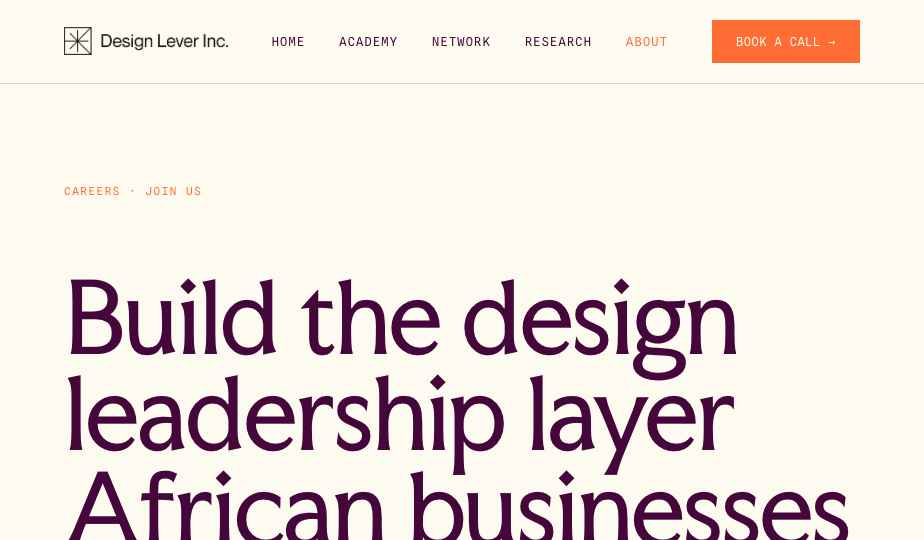 Design Lever Inc.
HOME
ACADEMY
NETWORK
RESEARCH
ABOUT
BOOK A CALL →
CAREERS · JOIN US
Build the design
leadership layer
African businesses